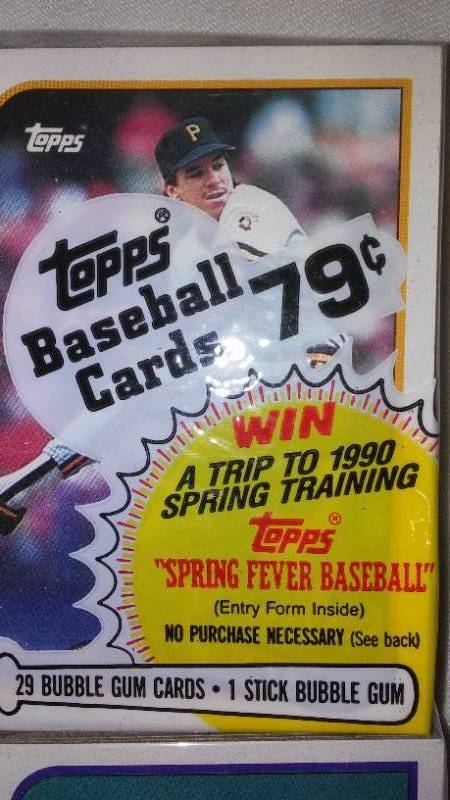 Topps
P
Topps®
Baseball 79¢
Cards
WIN
A TRIP TO 1990
SPRING TRAINING
Topps®
"SPRING FEVER BASEBALL"
(Entry Form Inside)
NO PURCHASE NECESSARY (See back)
29 BUBBLE GUM CARDS • 1 STICK BUBBLE GUM